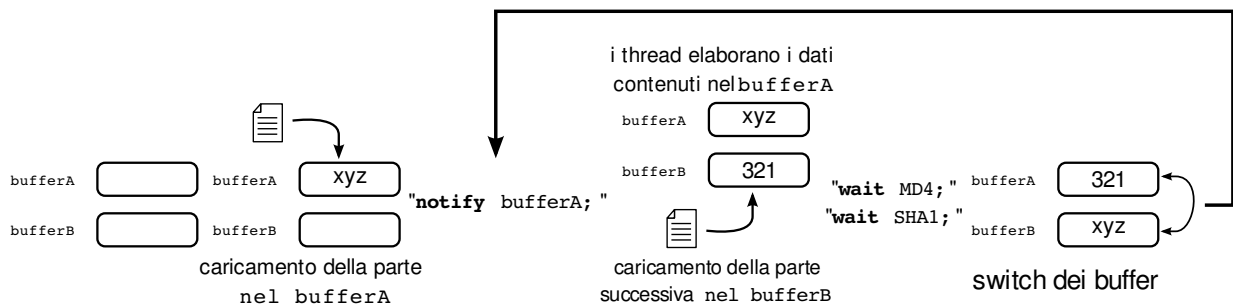 bufferA
bufferB
bufferA
xyz
bufferB
caricamento della parte
nel bufferA
"notify bufferA;"
i thread elaborano i dati
contenuti nel bufferA
bufferA
xyz
bufferB
321
caricamento della parte
successiva nel bufferB
"wait MD4;"
"wait SHA1;"
bufferA
321
bufferB
xyz
switch dei buffer